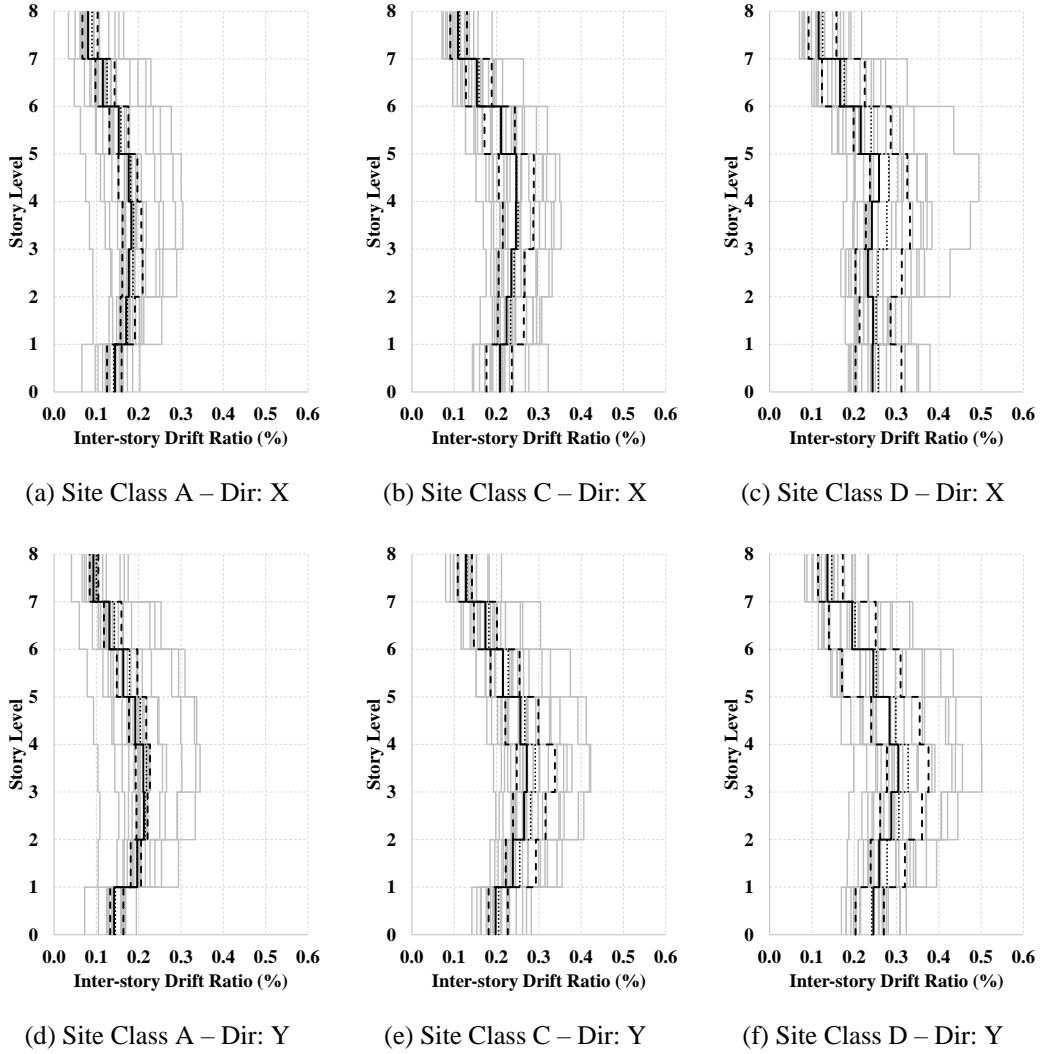 8
7
6
5
4
3
2
1
0
Story Level
0.0 0.1 0.2 0.3 0.4 0.5 0.6
Inter-story Drift Ratio (%)
(a) Site Class A – Dir: X
8
7
6
5
4
3
2
1
0
Story Level
0.0 0.1 0.2 0.3 0.4 0.5 0.6
Inter-story Drift Ratio (%)
(b) Site Class C – Dir: X
8
7
6
5
4
3
2
1
0
Story Level
0.0 0.1 0.2 0.3 0.4 0.5 0.6
Inter-story Drift Ratio (%)
(c) Site Class D – Dir: X
8
7
6
5
4
3
2
1
0
Story Level
0.0 0.1 0.2 0.3 0.4 0.5 0.6
Inter-story Drift Ratio (%)
(d) Site Class A – Dir: Y
8
7
6
5
4
3
2
1
0
Story Level
0.0 0.1 0.2 0.3 0.4 0.5 0.6
Inter-story Drift Ratio (%)
(e) Site Class C – Dir: Y
8
7
6
5
4
3
2
1
0
Story Level
0.0 0.1 0.2 0.3 0.4 0.5 0.6
Inter-story Drift Ratio (%)
(f) Site Class D – Dir: Y